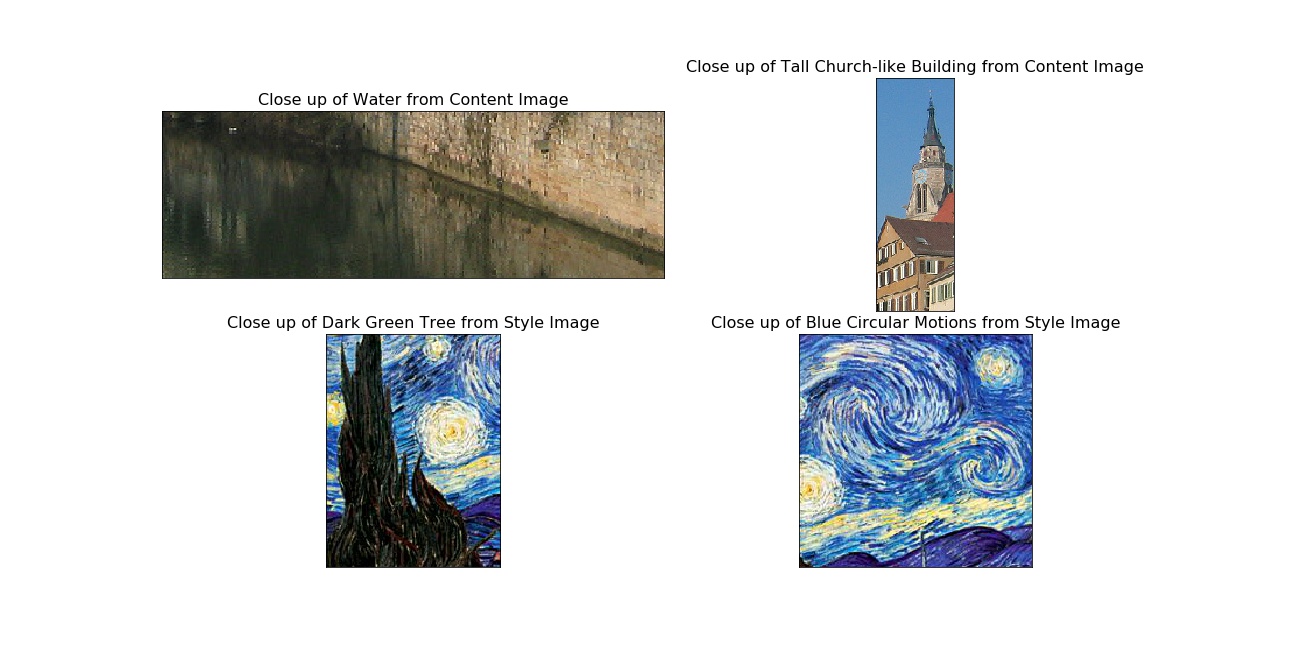 Close up of Water from Content Image
Close up of Tall Church-like Building from Content Image
Close up of Dark Green Tree from Style Image
Close up of Blue Circular Motions from Style Image